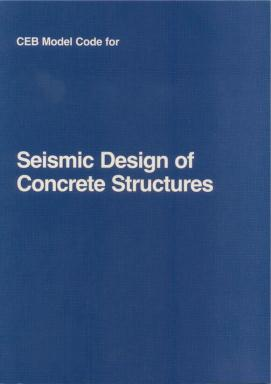 CEB Model Code for
Seismic Design of
Concrete Structures